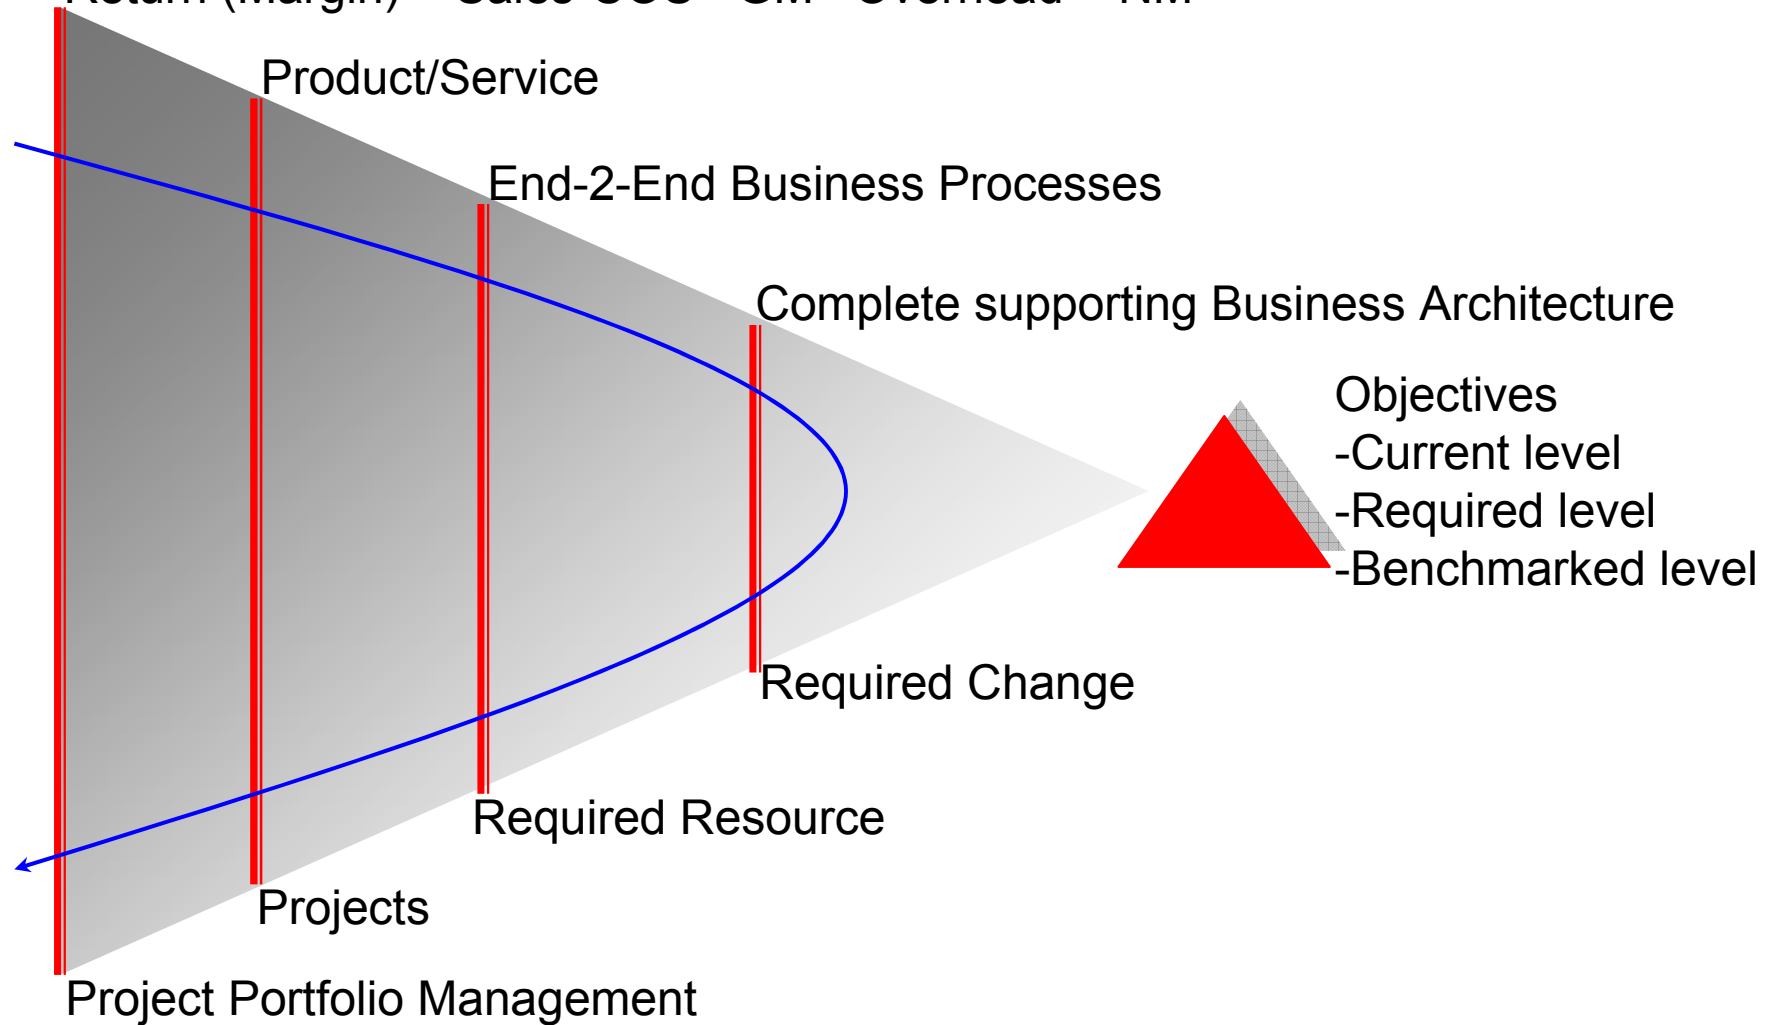 Product/Service
End-2-End Business Processes
Complete supporting Business Architecture
Objectives
-Current level
-Required level
-Benchmarked level
Required Change
Required Resource
Projects
Project Portfolio Management